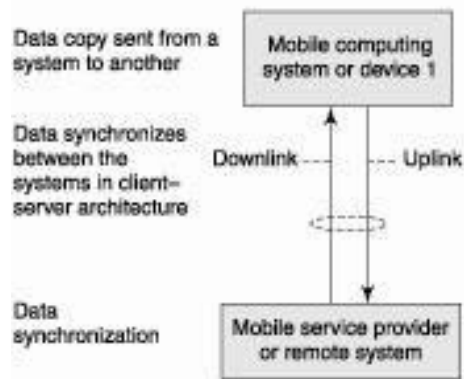 Data copy sent from a
system to another
Mobile computing
system or device 1
Data synchronizes
between the
systems in client–
server architecture
Downlink
Uplink
Data
synchronization
Mobile service provider
or remote system